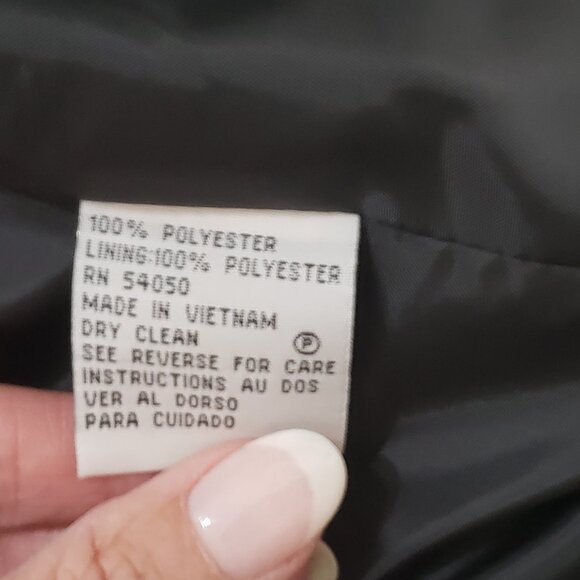 100% POLYESTER
LINING:100% POLYESTER
RN 54050
MADE IN VIETNAM
DRY CLEAN Ⓟ
SEE REVERSE FOR CARE
INSTRUCTIONS AU DOS
VER AL DORSO
PARA CUIDADO